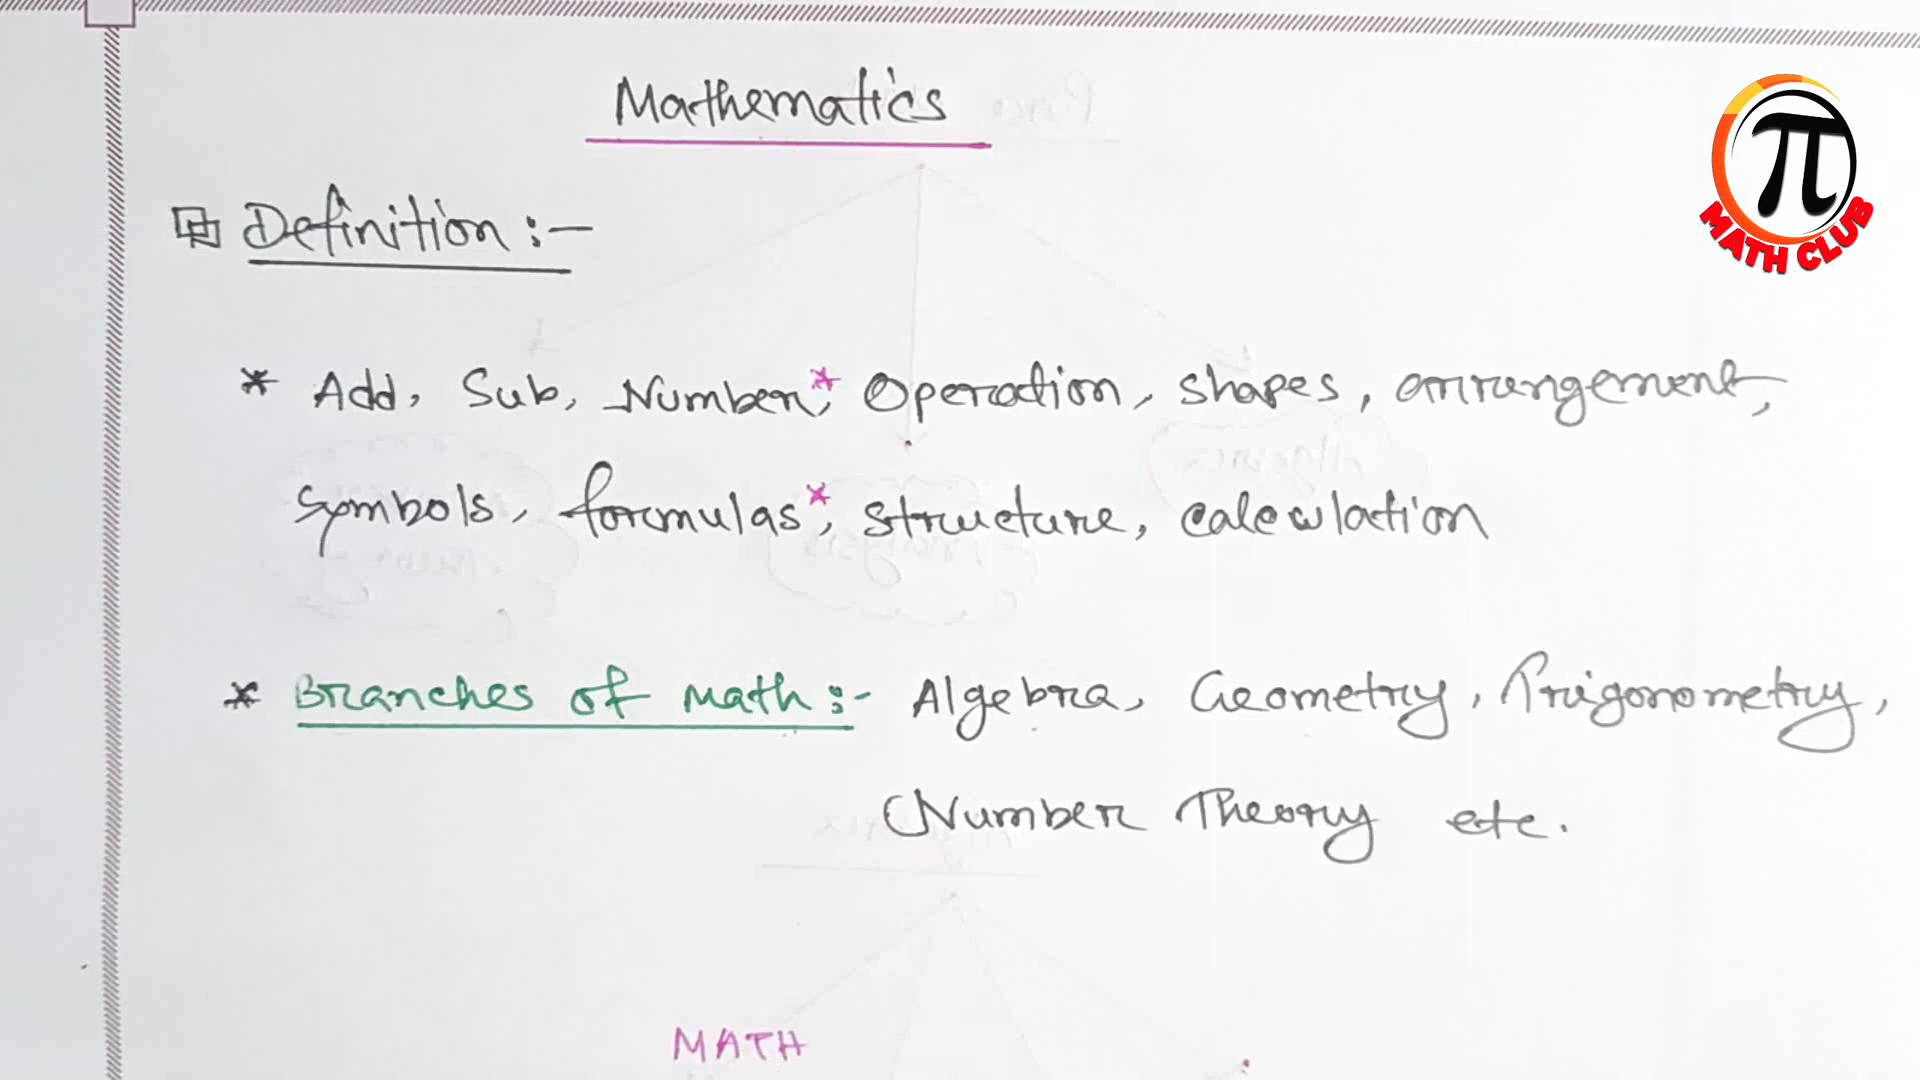 Mathematics
π
MATH CLUB
Definition :-
* Add, Sub, Number*, Operation, shapes, arrangement,
symbols, formulas*, structure, calculation
* Branches of math :- Algebra, Geometry, Trigonometry,
Number Theory etc.
MATH